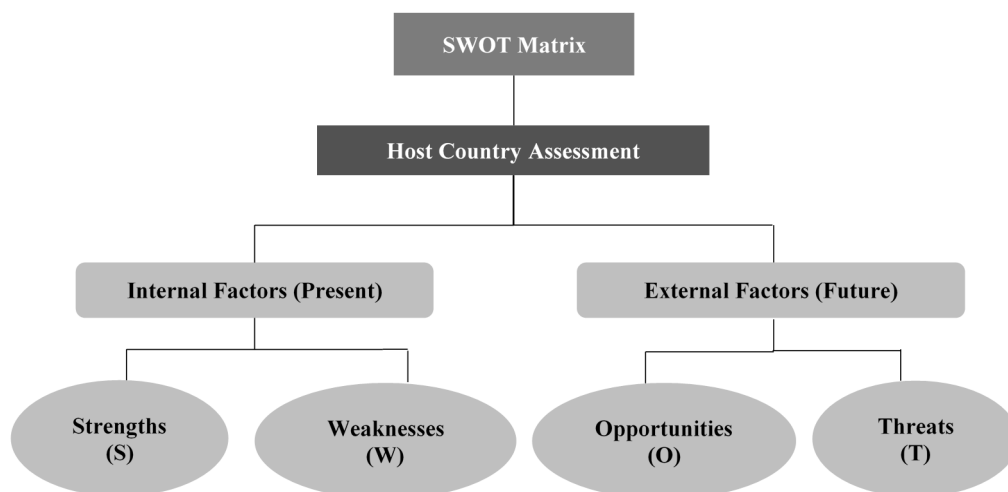 SWOT Matrix
Host Country Assessment
Internal Factors (Present)
External Factors (Future)
Strengths
(S)
Weaknesses
(W)
Opportunities
(O)
Threats
(T)